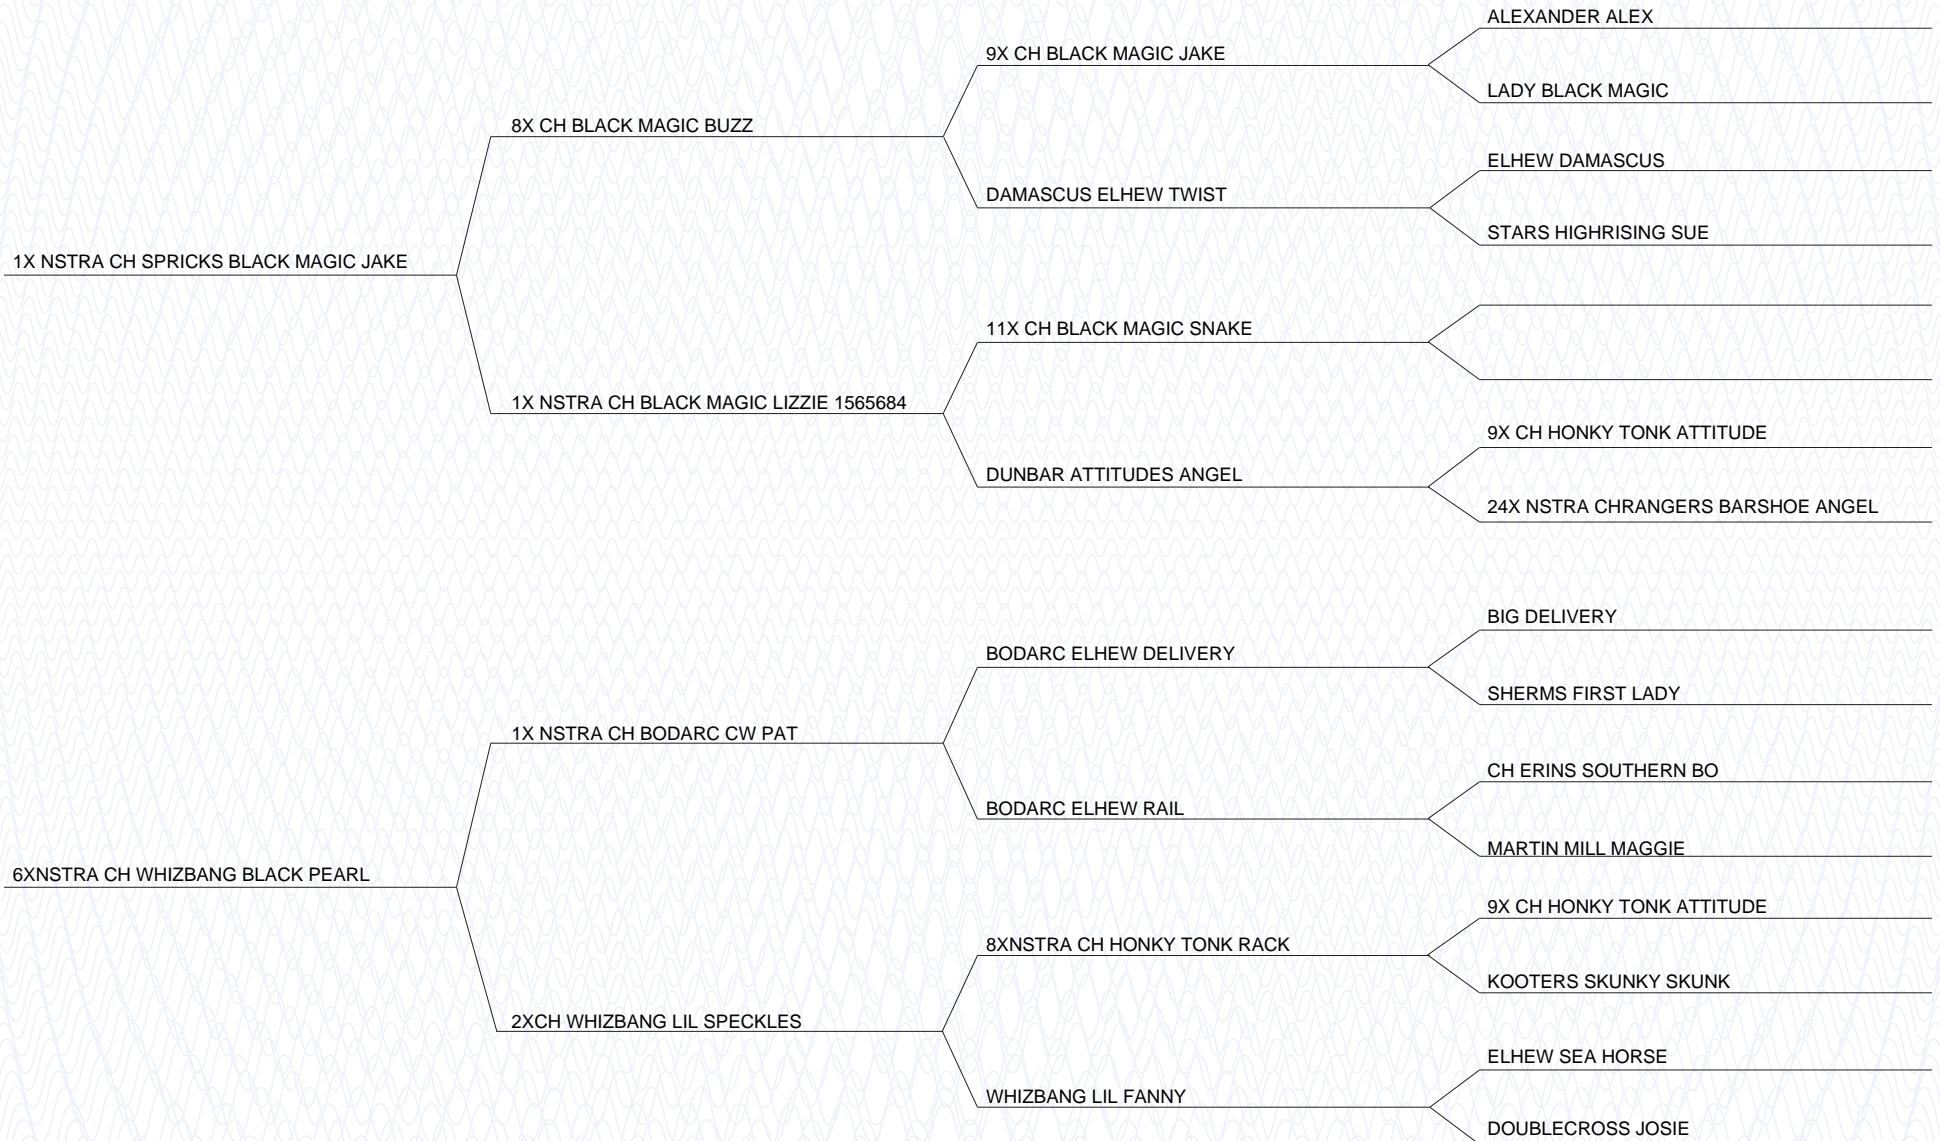 ALEXANDER ALEX
9X CH BLACK MAGIC JAKE
LADY BLACK MAGIC
8X CH BLACK MAGIC BUZZ
ELHEW DAMASCUS
DAMASCUS ELHEW TWIST
STARS HIGHRISING SUE
1X NSTRA CH SPRICKS BLACK MAGIC JAKE
11X CH BLACK MAGIC SNAKE
1X NSTRA CH BLACK MAGIC LIZZIE 1565684
9X CH HONKY TONK ATTITUDE
DUNBAR ATTITUDES ANGEL
24X NSTRA CHRANGERS BARSHOE ANGEL
BIG DELIVERY
BODARC ELHEW DELIVERY
SHERMS FIRST LADY
1X NSTRA CH BODARC CW PAT
CH ERINS SOUTHERN BO
BODARC ELHEW RAIL
MARTIN MILL MAGGIE
6XNSTRA CH WHIZBANG BLACK PEARL
9X CH HONKY TONK ATTITUDE
8XNSTRA CH HONKY TONK RACK
KOOTERS SKUNKY SKUNK
2XCH WHIZBANG LIL SPECKLES
ELHEW SEA HORSE
WHIZBANG LIL FANNY
DOUBLECROSS JOSIE